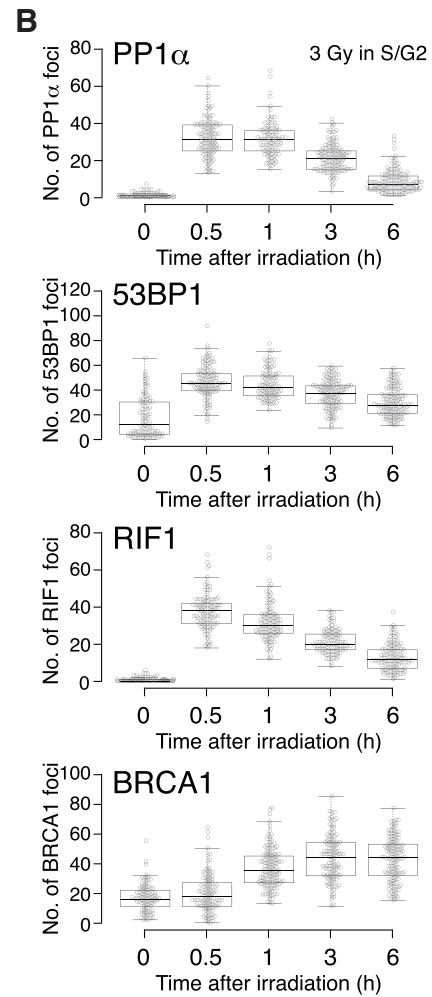 B
PP1α
3 Gy in S/G2
No. of PP1α foci
80
60
40
20
0
0 0.5 1 3 6
Time after irradiation (h)
53BP1
No. of 53BP1 foci
120
100
80
60
40
20
0
0 0.5 1 3 6
Time after irradiation (h)
RIF1
No. of RIF1 foci
80
60
40
20
0
0 0.5 1 3 6
Time after irradiation (h)
BRCA1
No. of BRCA1 foci
100
80
60
40
20
0
0 0.5 1 3 6
Time after irradiation (h)